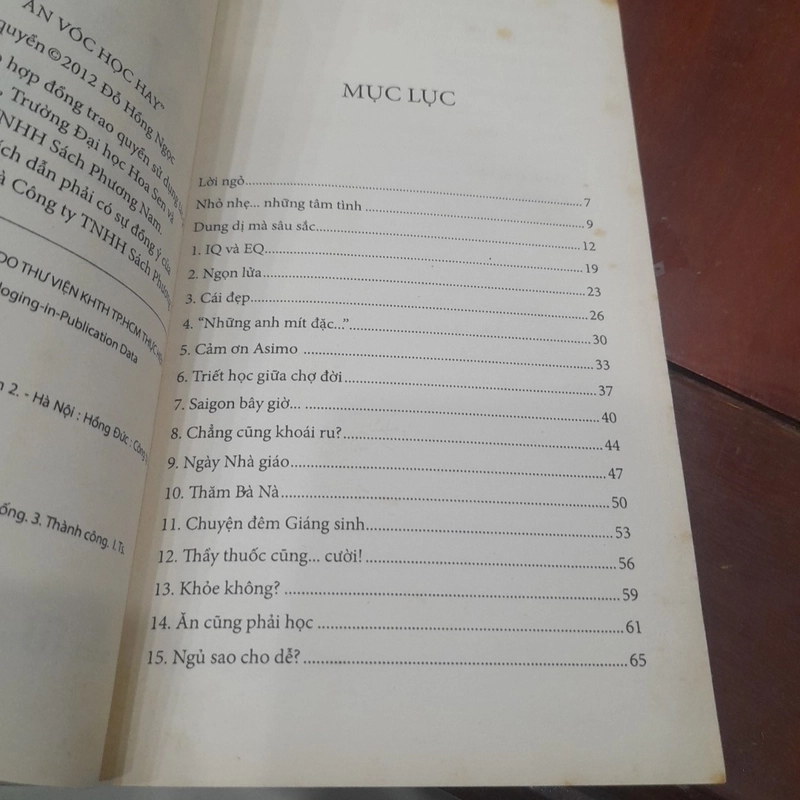 ĂN VÓC HỌC HAY"
quyển ©2012 Đỗ Hồng Ngọc
hợp đồng trao quyền sử dụng
, Trường Đại học Hoa Sen và
TNHH Sách Phương Nam.
ích dẫn phải có sự đồng ý của
à Công ty TNHH Sách Phương
DO THƯ VIỆN KHTH TP.HCM THỰC
loging-in-Publication Data
2. - Hà Nội : Hồng Đức : Công
ống. 3. Thành công. I.Ts.
MỤC LỤC
Lời ngỏ.....7
Nhỏ nhẹ... những tâm tình.....9
Dung dị mà sâu sắc.....12
1. IQ và EQ.....19
2. Ngọn lửa.....23
3. Cái đẹp.....26
4. "Những anh mít đặc...".....30
5. Cảm ơn Asimo.....33
6. Triết học giữa chợ đời.....37
7. Saigon bây giờ........40
8. Chẳng cũng khoái ru?.....44
9. Ngày Nhà giáo.....47
10. Thăm Bà Nà.....50
11. Chuyện đêm Giáng sinh.....53
12. Thầy thuốc cũng... cười!.....56
13. Khỏe không?.....59
14. Ăn cũng phải học.....61
15. Ngủ sao cho dễ?.....65